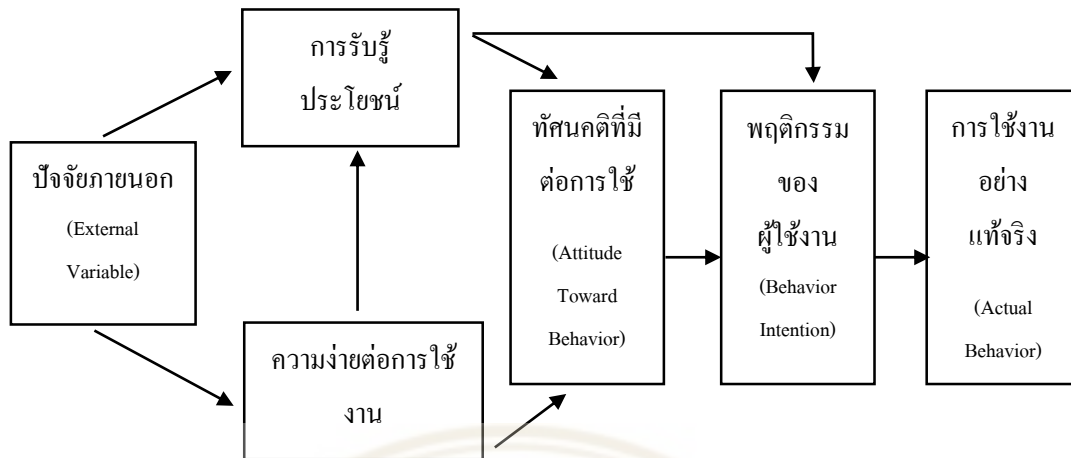 การรับรู้
ประโยชน์
ปัจจัยภายนอก
(External
Variable)
ความง่ายต่อการใช้
งาน
ทัศนคติที่มี
ต่อการใช้
(Attitude
Toward
Behavior)
พฤติกรรม
ของ
ผู้ใช้งาน
(Behavior
Intention)
การใช้งาน
อย่าง
แท้จริง
(Actual
Behavior)